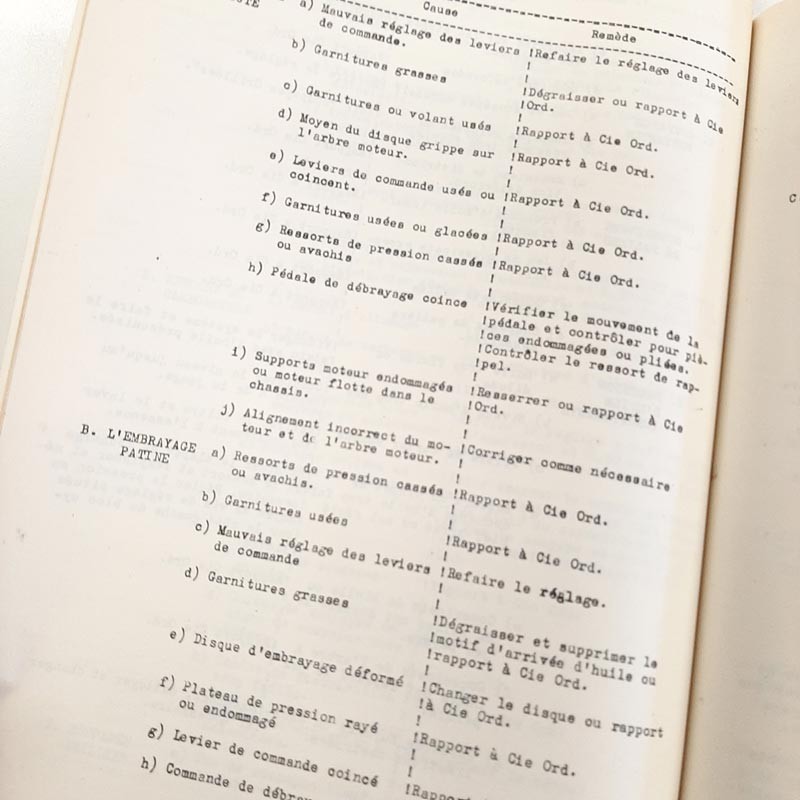 Cause
Remède
a) Mauvais réglage des leviers !Refaire le réglage des leviers
de commande. !
!
b) Garnitures grasses !Dégraisser ou rapport à Cie
!Ord.
!
c) Garnitures ou volant usés !Rapport à Cie Ord.
!
d) Moyen du disque grippe sur !Rapport à Cie Ord.
l'arbre moteur. !
!
e) Leviers de commande usés ou !Rapport à Cie Ord.
coincent. !
!
f) Garnitures usées ou glacées !Rapport à Cie Ord.
!
g) Ressorts de pression cassés !Rapport à Cie Ord.
ou avachis !
!
h) Pédale de débrayage coince !Vérifier le mouvement de la
!pédale et contrôler pour piè-
!ces endommagées ou pliées.
!Contrôler le ressort de rap-
!pel.
!
i) Supports moteur endommagés !Resserrer ou rapport à Cie
ou moteur flotte dans le !Ord.
chassis. !
!
j) Alignement incorrect du mo- !Corriger comme nécessaire
teur et de l'arbre moteur. !
!
B. L'EMBRAYAGE a) Ressorts de pression cassés !Rapport à Cie Ord.
PATINE ou avachis. !
!
b) Garnitures usées !Rapport à Cie Ord.
!
c) Mauvais réglage des leviers !Refaire le réglage.
de commande !
!
d) Garnitures grasses !Dégraisser et supprimer le
!motif d'arrivée d'huile ou
!rapport à Cie Ord.
!
e) Disque d'embrayage déformé !Changer le disque ou rapport
!à Cie Ord.
!
f) Plateau de pression rayé !Rapport à Cie Ord.
ou endommagé !
!
g) Levier de commande coincé
h) Commande de